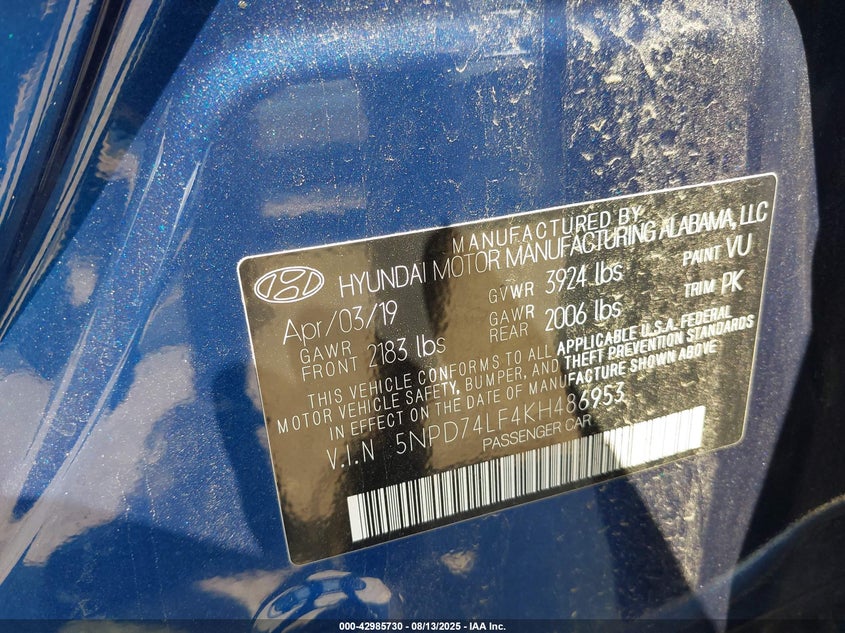 MANUFACTURED BY
HYUNDAI MOTOR MANUFACTURING ALABAMA, LLC
Apr/03/19 GVWR 3924 lbs PAINT VU
GAWR FRONT 2183 lbs GAWR REAR 2006 lbs TRIM PK
THIS VEHICLE CONFORMS TO ALL APPLICABLE U.S.A. FEDERAL
MOTOR VEHICLE SAFETY, BUMPER, AND THEFT PREVENTION STANDARDS
IN EFFECT ON THE DATE OF MANUFACTURE SHOWN ABOVE
V.I.N 5NPD74LF4KH486953
PASSENGER CAR
000-42985730 - 08/13/2025 - IAA Inc.